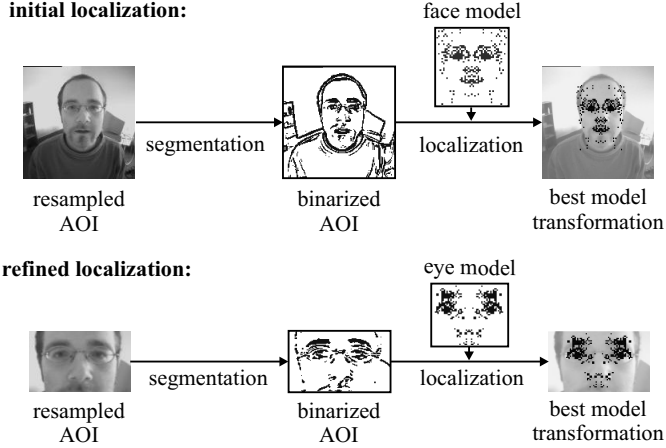 initial localization:
face model
segmentation
localization
resampled
AOI
binarized
AOI
best model
transformation
refined localization:
eye model
segmentation
localization
resampled
AOI
binarized
AOI
best model
transformation